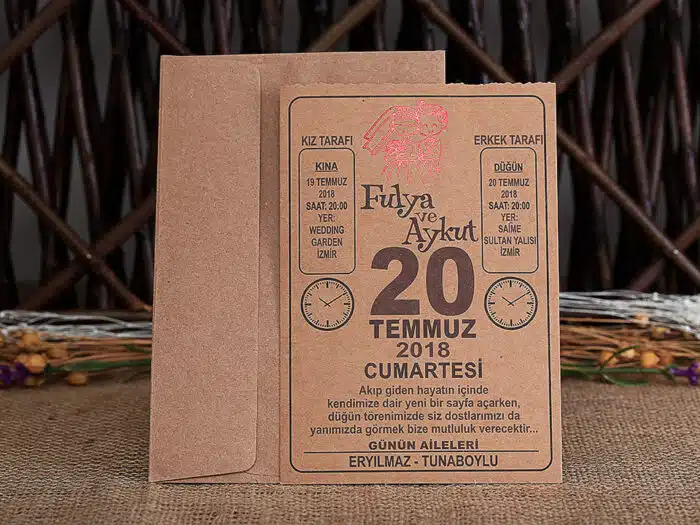 KIZ TARAFI
KINA
19 TEMMUZ
2018
SAAT: 20:00
YER:
WEDDING
GARDEN
İZMİR
ERKEK TARAFI
DÜĞÜN
20 TEMMUZ
2018
SAAT: 20:00
YER:
SAİME
SULTAN YALISI
İZMİR
Fulya
ve
Aykut
20
TEMMUZ
2018
CUMARTESİ
Akıp giden hayatın içinde
kendimize dair yeni bir sayfa açarken,
düğün törenimizde siz dostlarımızı da
yanımızda görmek bize mutluluk verecektir...
GÜNÜN AİLELERİ
ERYILMAZ - TUNABOYLU